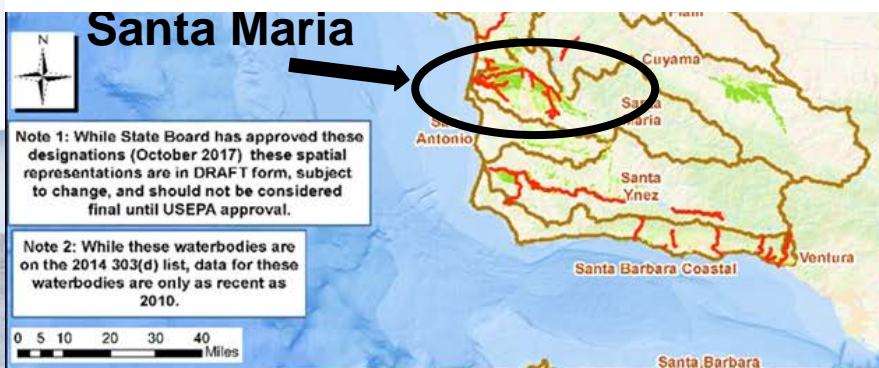 Santa Maria
N
Cuyama
Santa
Maria
Antonio
Note 1: While State Board has approved these
designations (October 2017) these spatial
representations are in DRAFT form, subject
to change, and should not be considered
final until USEPA approval.
Santa
Ynez
Note 2: While these waterbodies are
on the 2014 303(d) list, data for these
waterbodies are only as recent as
2010.
Ventura
Santa Barbara Coastal
0 5 10 20 30 40
Miles
Santa Barbara